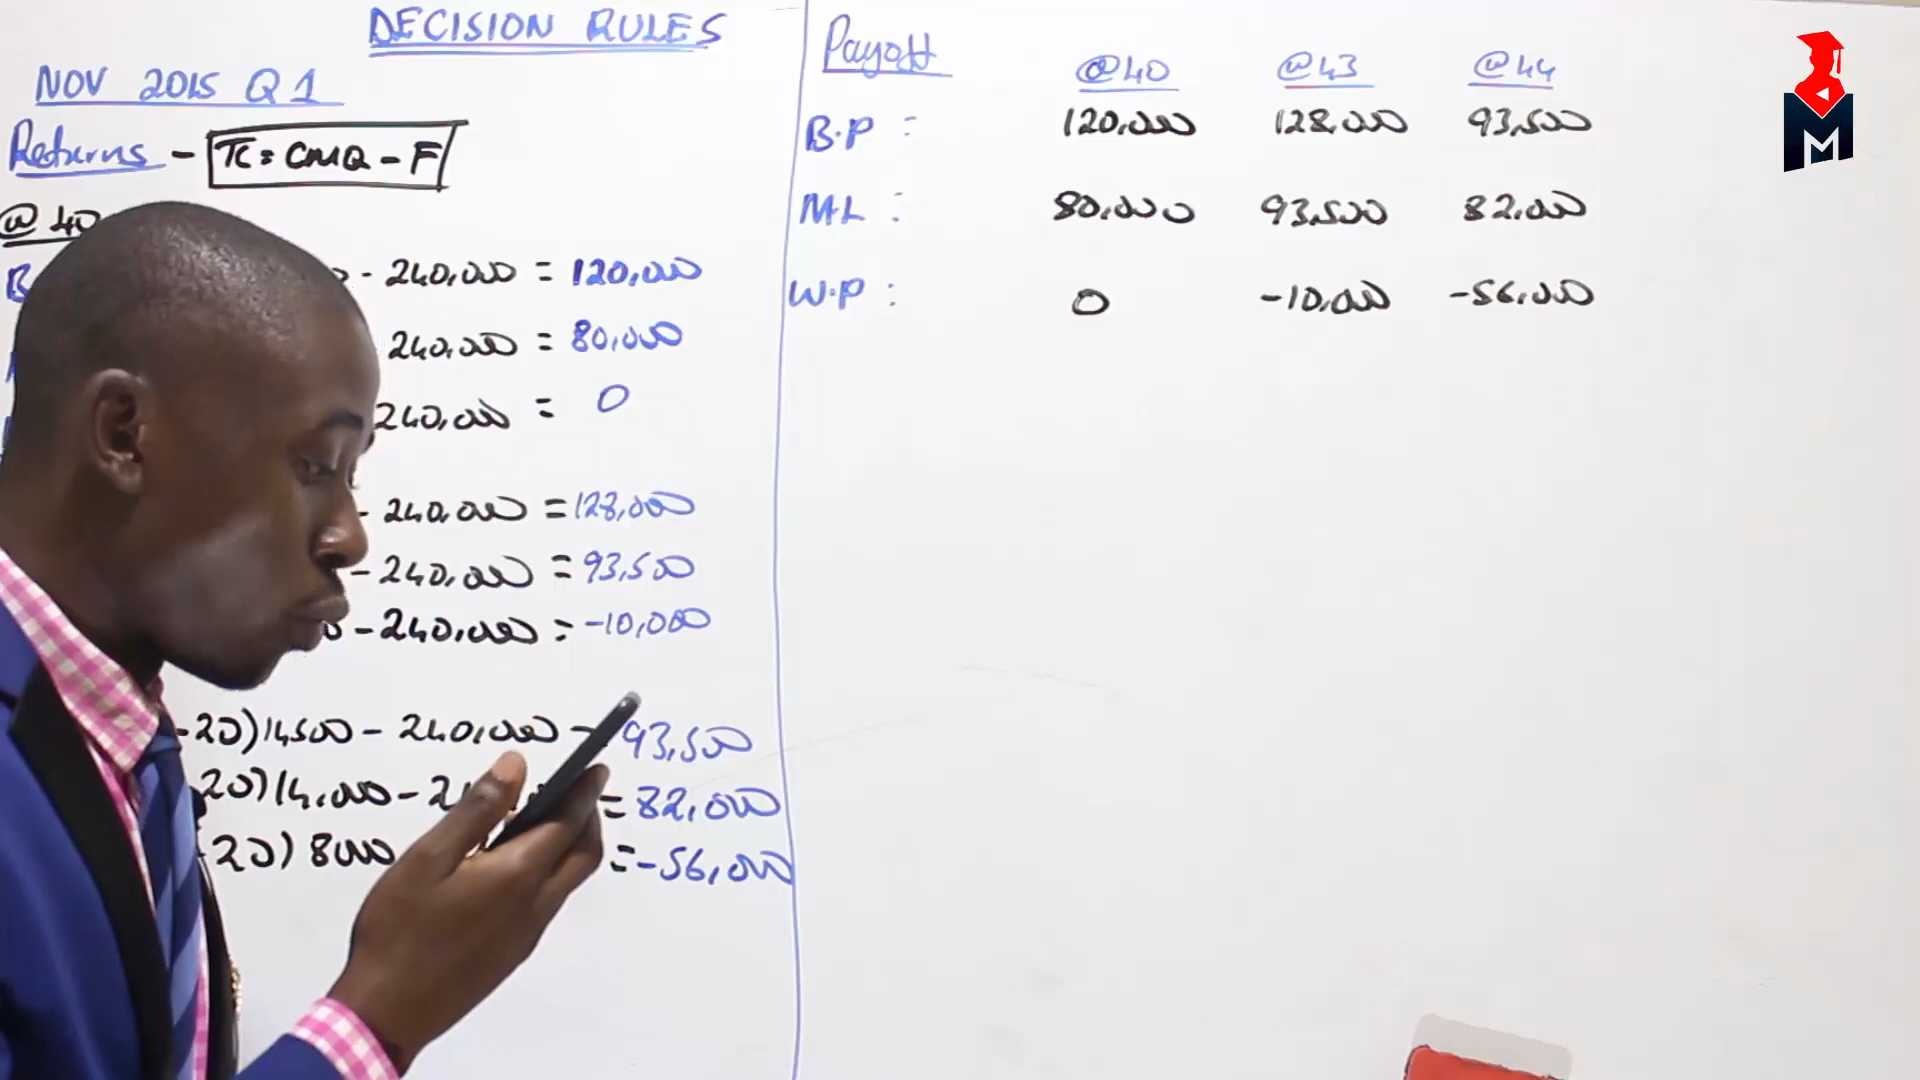 DECISION RULES
NOV 2015 Q1
Returns - π = CMQ - F
@ 40
- 240,000 = 120,000
- 240,000 = 80,000
240,000 = 0
- 240,000 = 128,000
- 240,000 = 93,500
- 240,000 = -10,000
-20) 14500 - 240,000 = 93,500
20) 14,000 - 2 = 82,000
-20) 8000 = -56,000
Payoff
@40 @43 @44
B.P : 120,000 128,000 93,500
M.L : 80,000 93,500 82,000
W.P : 0 -10,000 -56,000
M